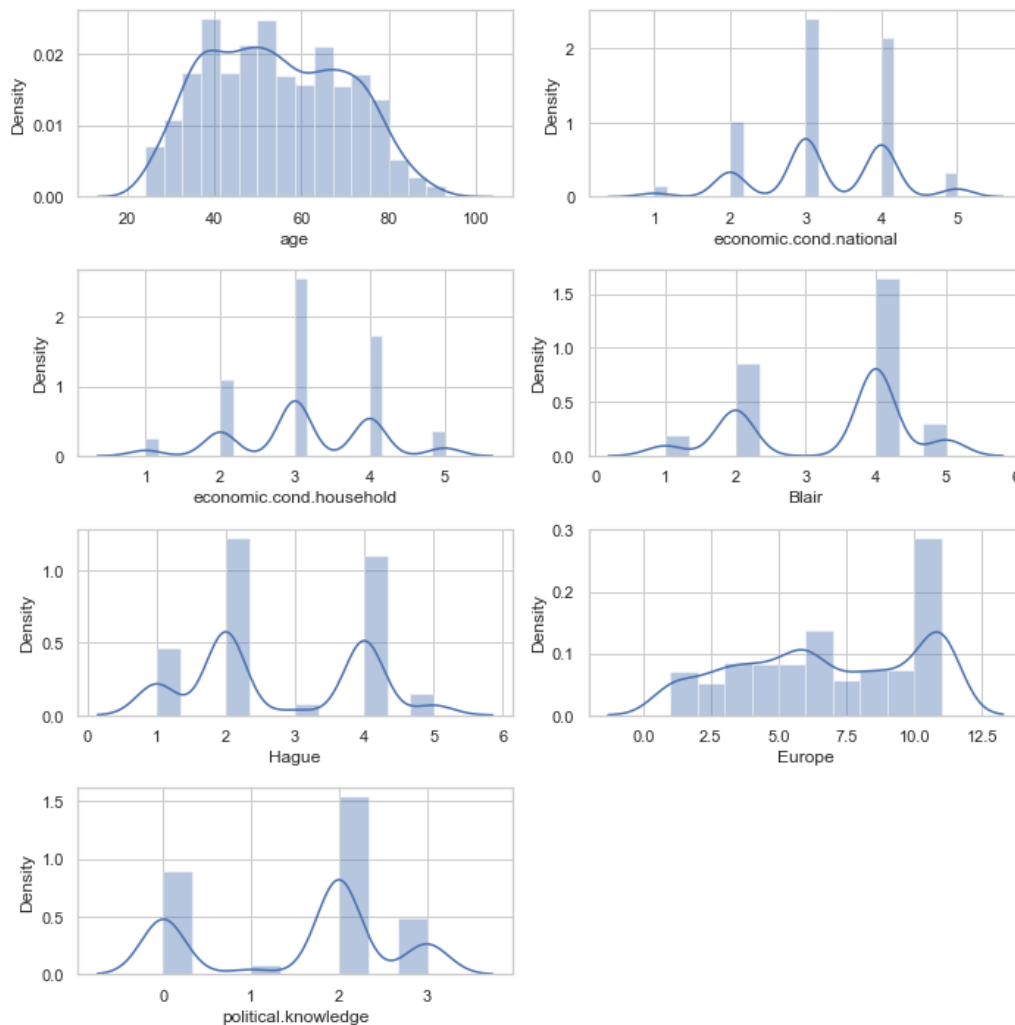 Density
0.02
0.01
0.00
20 40 60 80 100
age
Density
2
1
0
1 2 3 4 5
economic.cond.national
Density
2
1
0
1 2 3 4 5
economic.cond.household
Density
1.5
1.0
0.5
0.0
0 1 2 3 4 5 6
Blair
Density
1.0
0.5
0.0
0 1 2 3 4 5 6
Hague
Density
0.3
0.2
0.1
0.0
0.0 2.5 5.0 7.5 10.0 12.5
Europe
Density
1.5
1.0
0.5
0.0
0 1 2 3
political.knowledge